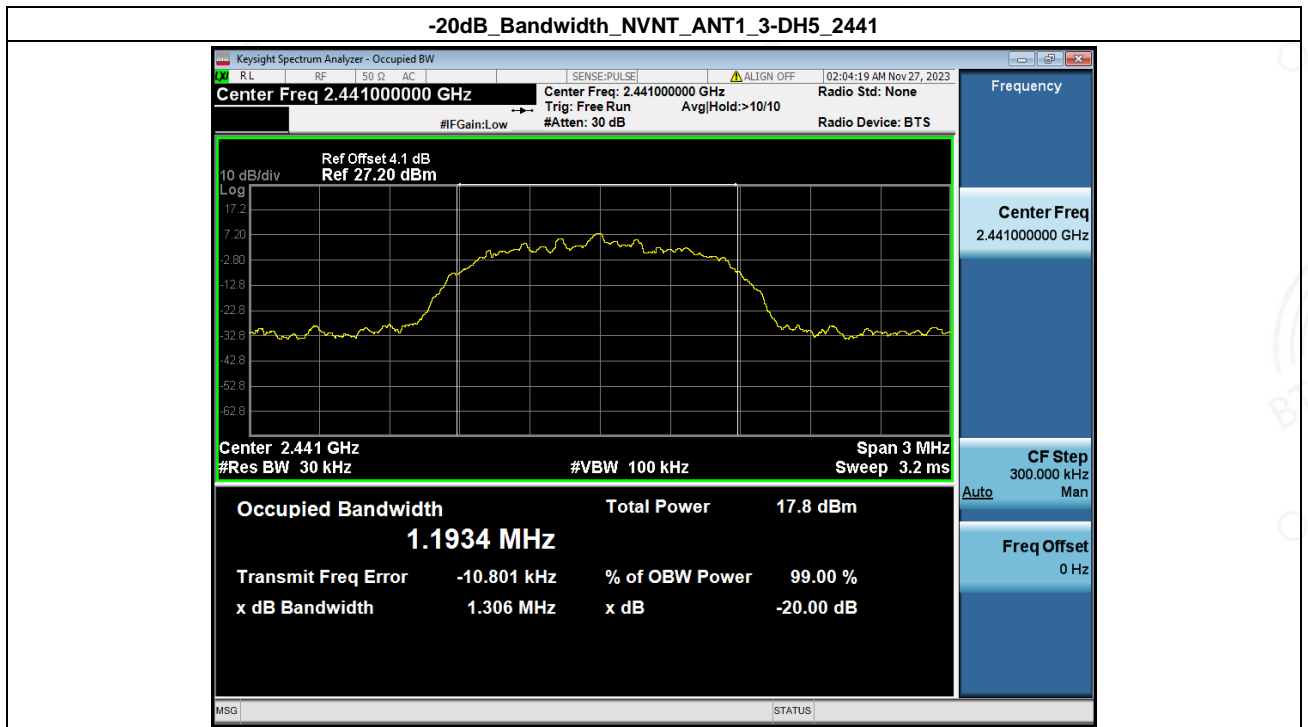 -20dB_Bandwidth_NVNT_ANT1_3-DH5_2441
Keysight Spectrum Analyzer - Occupied BW
LXI RL RF 50 Ω AC SENSE:PULSE ALIGN OFF 02:04:19 AM Nov 27, 2023
Center Freq 2.441000000 GHz
Center Freq: 2.441000000 GHz
Radio Std: None
Trig: Free Run Avg|Hold:>10/10
#IFGain:Low #Atten: 30 dB Radio Device: BTS
Ref Offset 4.1 dB
10 dB/div Ref 27.20 dBm
Log
17.2
7.20
-2.80
-12.8
-22.8
-32.8
-42.8
-52.8
-62.8
Center 2.441 GHz Span 3 MHz
#Res BW 30 kHz #VBW 100 kHz Sweep 3.2 ms
Occupied Bandwidth Total Power 17.8 dBm
1.1934 MHz
Transmit Freq Error -10.801 kHz % of OBW Power 99.00 %
x dB Bandwidth 1.306 MHz x dB -20.00 dB
MSG STATUS
Frequency
Center Freq
2.441000000 GHz
CF Step
300.000 kHz
Auto Man
Freq Offset
0 Hz